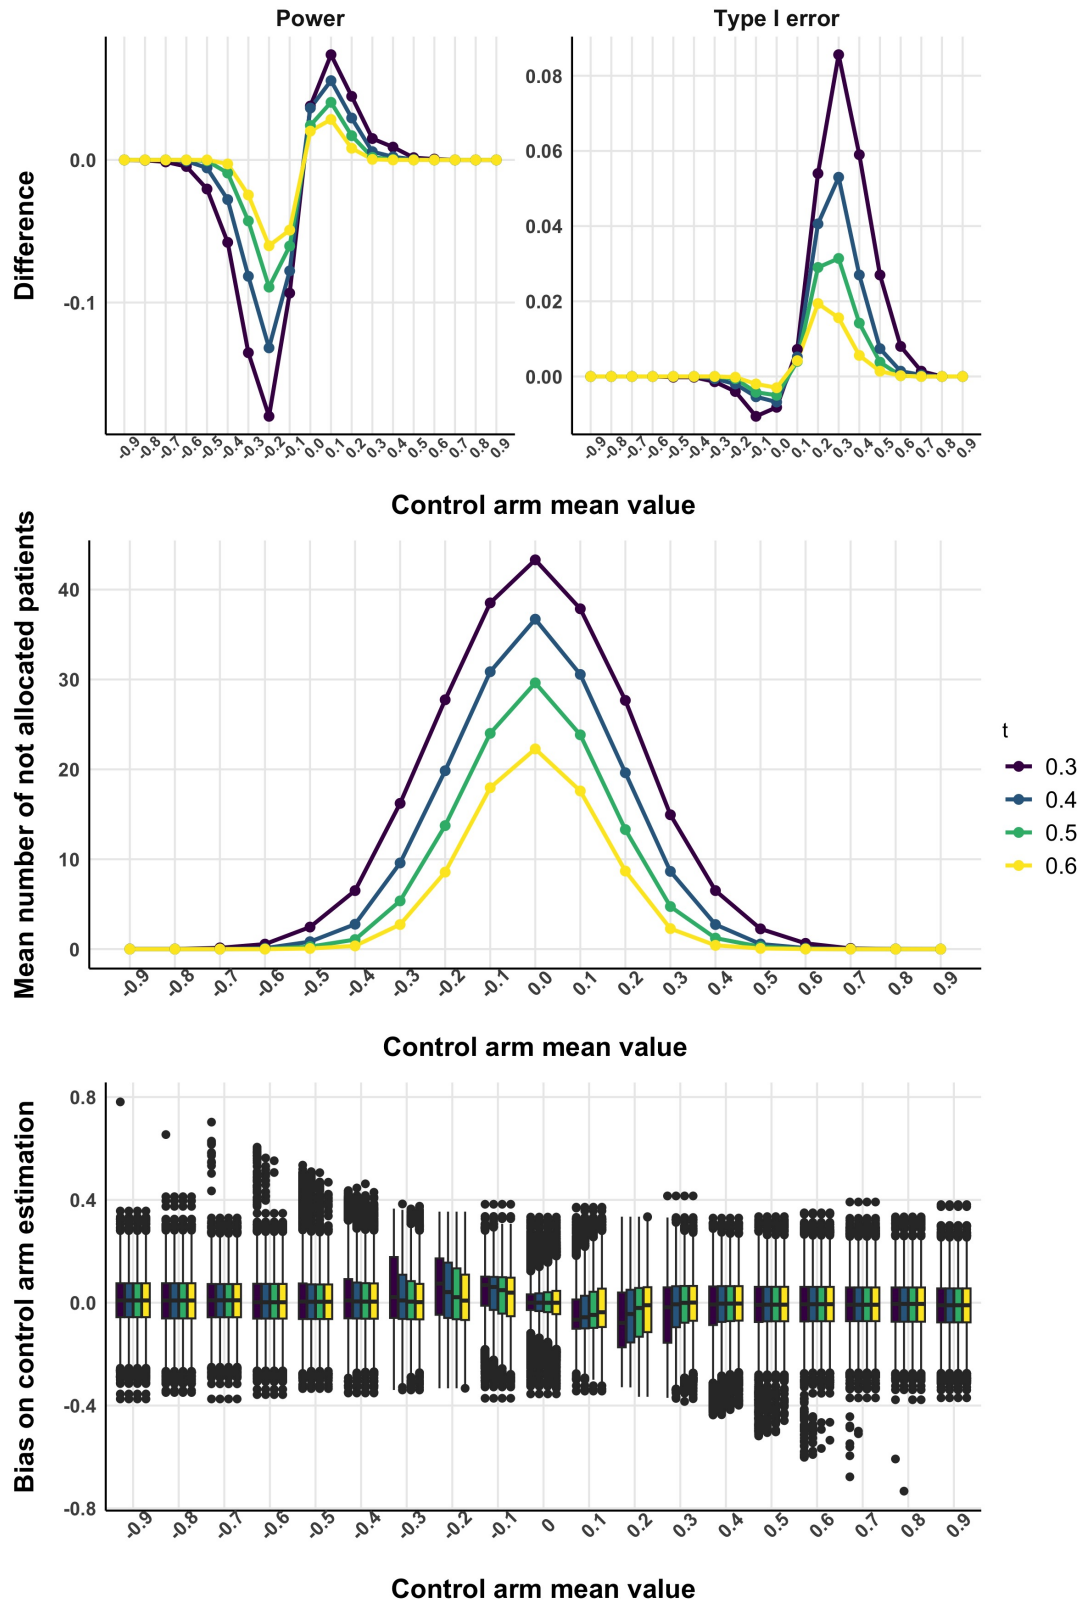 Power
Type I error
Difference
0.0
-0.1
0.08
0.06
0.04
0.02
0.00
-0.9 -0.8 -0.7 -0.6 -0.5 -0.4 -0.3 -0.2 -0.1 0.0 0.1 0.2 0.3 0.4 0.5 0.6 0.7 0.8 0.9
-0.9 -0.8 -0.7 -0.6 -0.5 -0.4 -0.3 -0.2 -0.1 0.0 0.1 0.2 0.3 0.4 0.5 0.6 0.7 0.8 0.9
Control arm mean value
Mean number of not allocated patients
40
30
20
10
0
-0.9 -0.8 -0.7 -0.6 -0.5 -0.4 -0.3 -0.2 -0.1 0.0 0.1 0.2 0.3 0.4 0.5 0.6 0.7 0.8 0.9
Control arm mean value
t
0.3
0.4
0.5
0.6
Bias on control arm estimation
0.8
0.4
0.0
-0.4
-0.8
-0.9 -0.8 -0.7 -0.6 -0.5 -0.4 -0.3 -0.2 -0.1 0 0.1 0.2 0.3 0.4 0.5 0.6 0.7 0.8 0.9
Control arm mean value